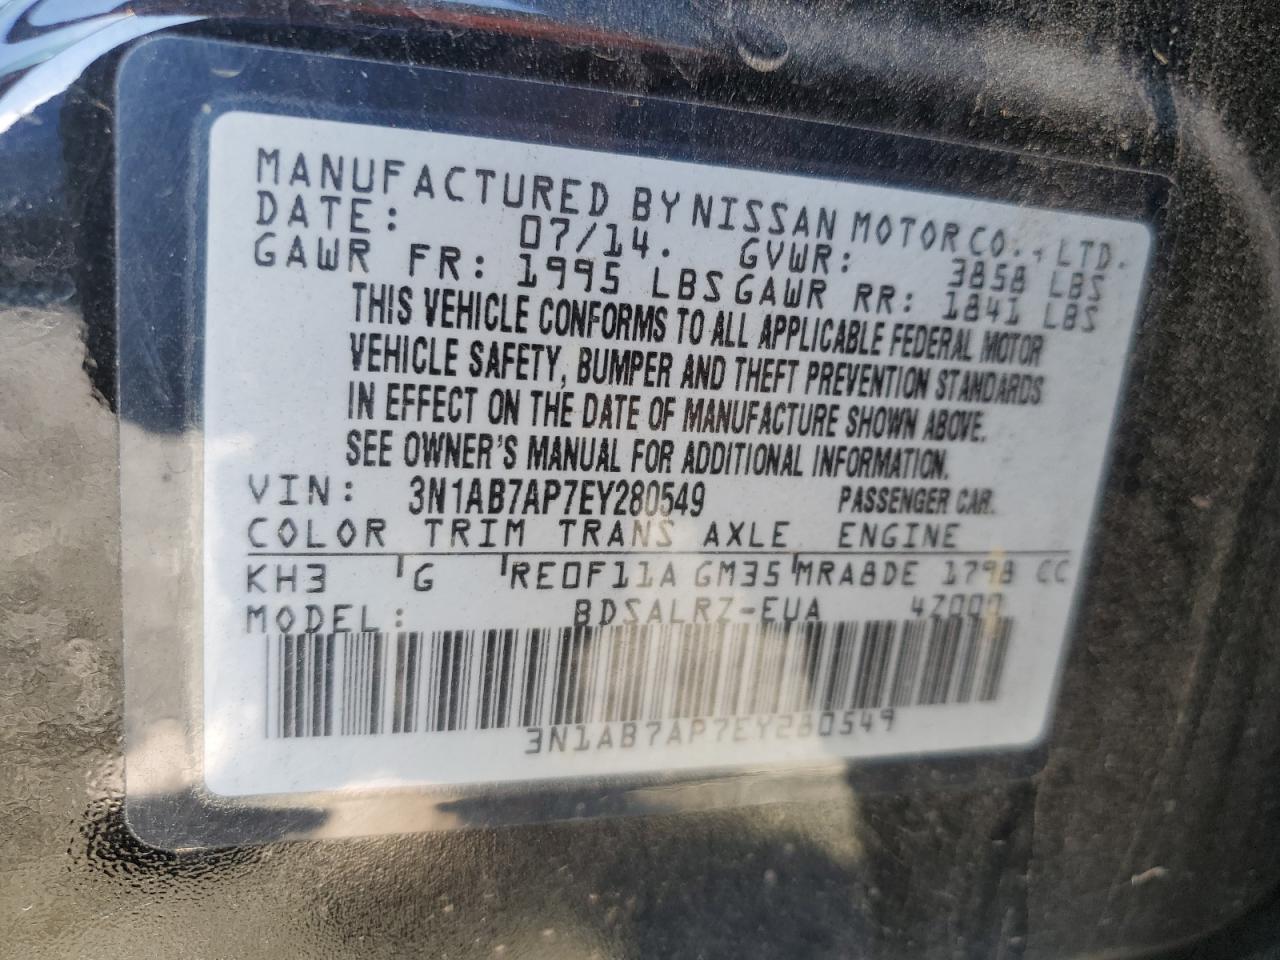 MANUFACTURED BY NISSAN MOTOR CO., LTD.
DATE: 07/14. GVWR: 3858 LBS
GAWR FR: 1995 LBS GAWR RR: 1841 LBS
THIS VEHICLE CONFORMS TO ALL APPLICABLE FEDERAL MOTOR
VEHICLE SAFETY, BUMPER AND THEFT PREVENTION STANDARDS
IN EFFECT ON THE DATE OF MANUFACTURE SHOWN ABOVE.
SEE OWNER'S MANUAL FOR ADDITIONAL INFORMATION.
VIN: 3N1AB7AP7EY280549 PASSENGER CAR.
COLOR TRIM TRANS AXLE ENGINE
KH3 G RE0F11A GM35 MRA8DE 1798 CC
MODEL: BDSALRZ-EUA
3N1AB7AP7EY280549